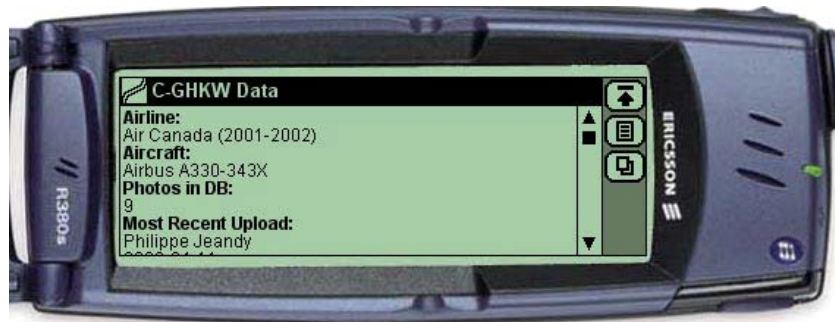 C-GHKW Data
Airline:
Air Canada (2001-2002)
Aircraft:
Airbus A330-343X
Photos in DB:
9
Most Recent Upload:
Philippe Jeandy
ERICSSON
R380s